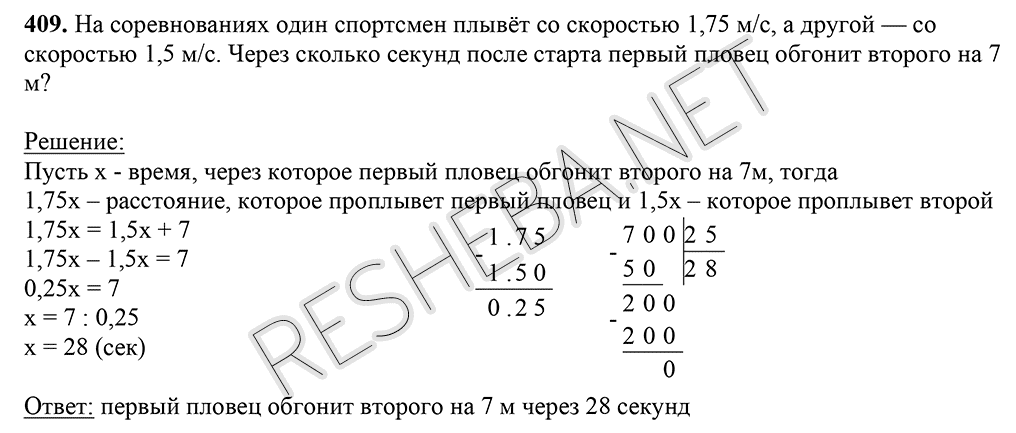 409. На соревнованиях один спортсмен плывёт со скоростью 1,75 м/с, а другой — со
скоростью 1,5 м/с. Через сколько секунд после старта первый пловец обгонит второго на 7
м?
Решение:
Пусть х - время, через которое первый пловец обгонит второго на 7м, тогда
1,75х – расстояние, которое проплывет первый пловец и 1,5х – которое проплывет второй
1,75х = 1,5х + 7
1,75х – 1,5х = 7
0,25х = 7
х = 7 : 0,25
х = 28 (сек)
1.75
-
1.50
0.25
700 25
-
50 28
200
-
200
0
Ответ: первый пловец обгонит второго на 7 м через 28 секунд
RESHEBA.NET